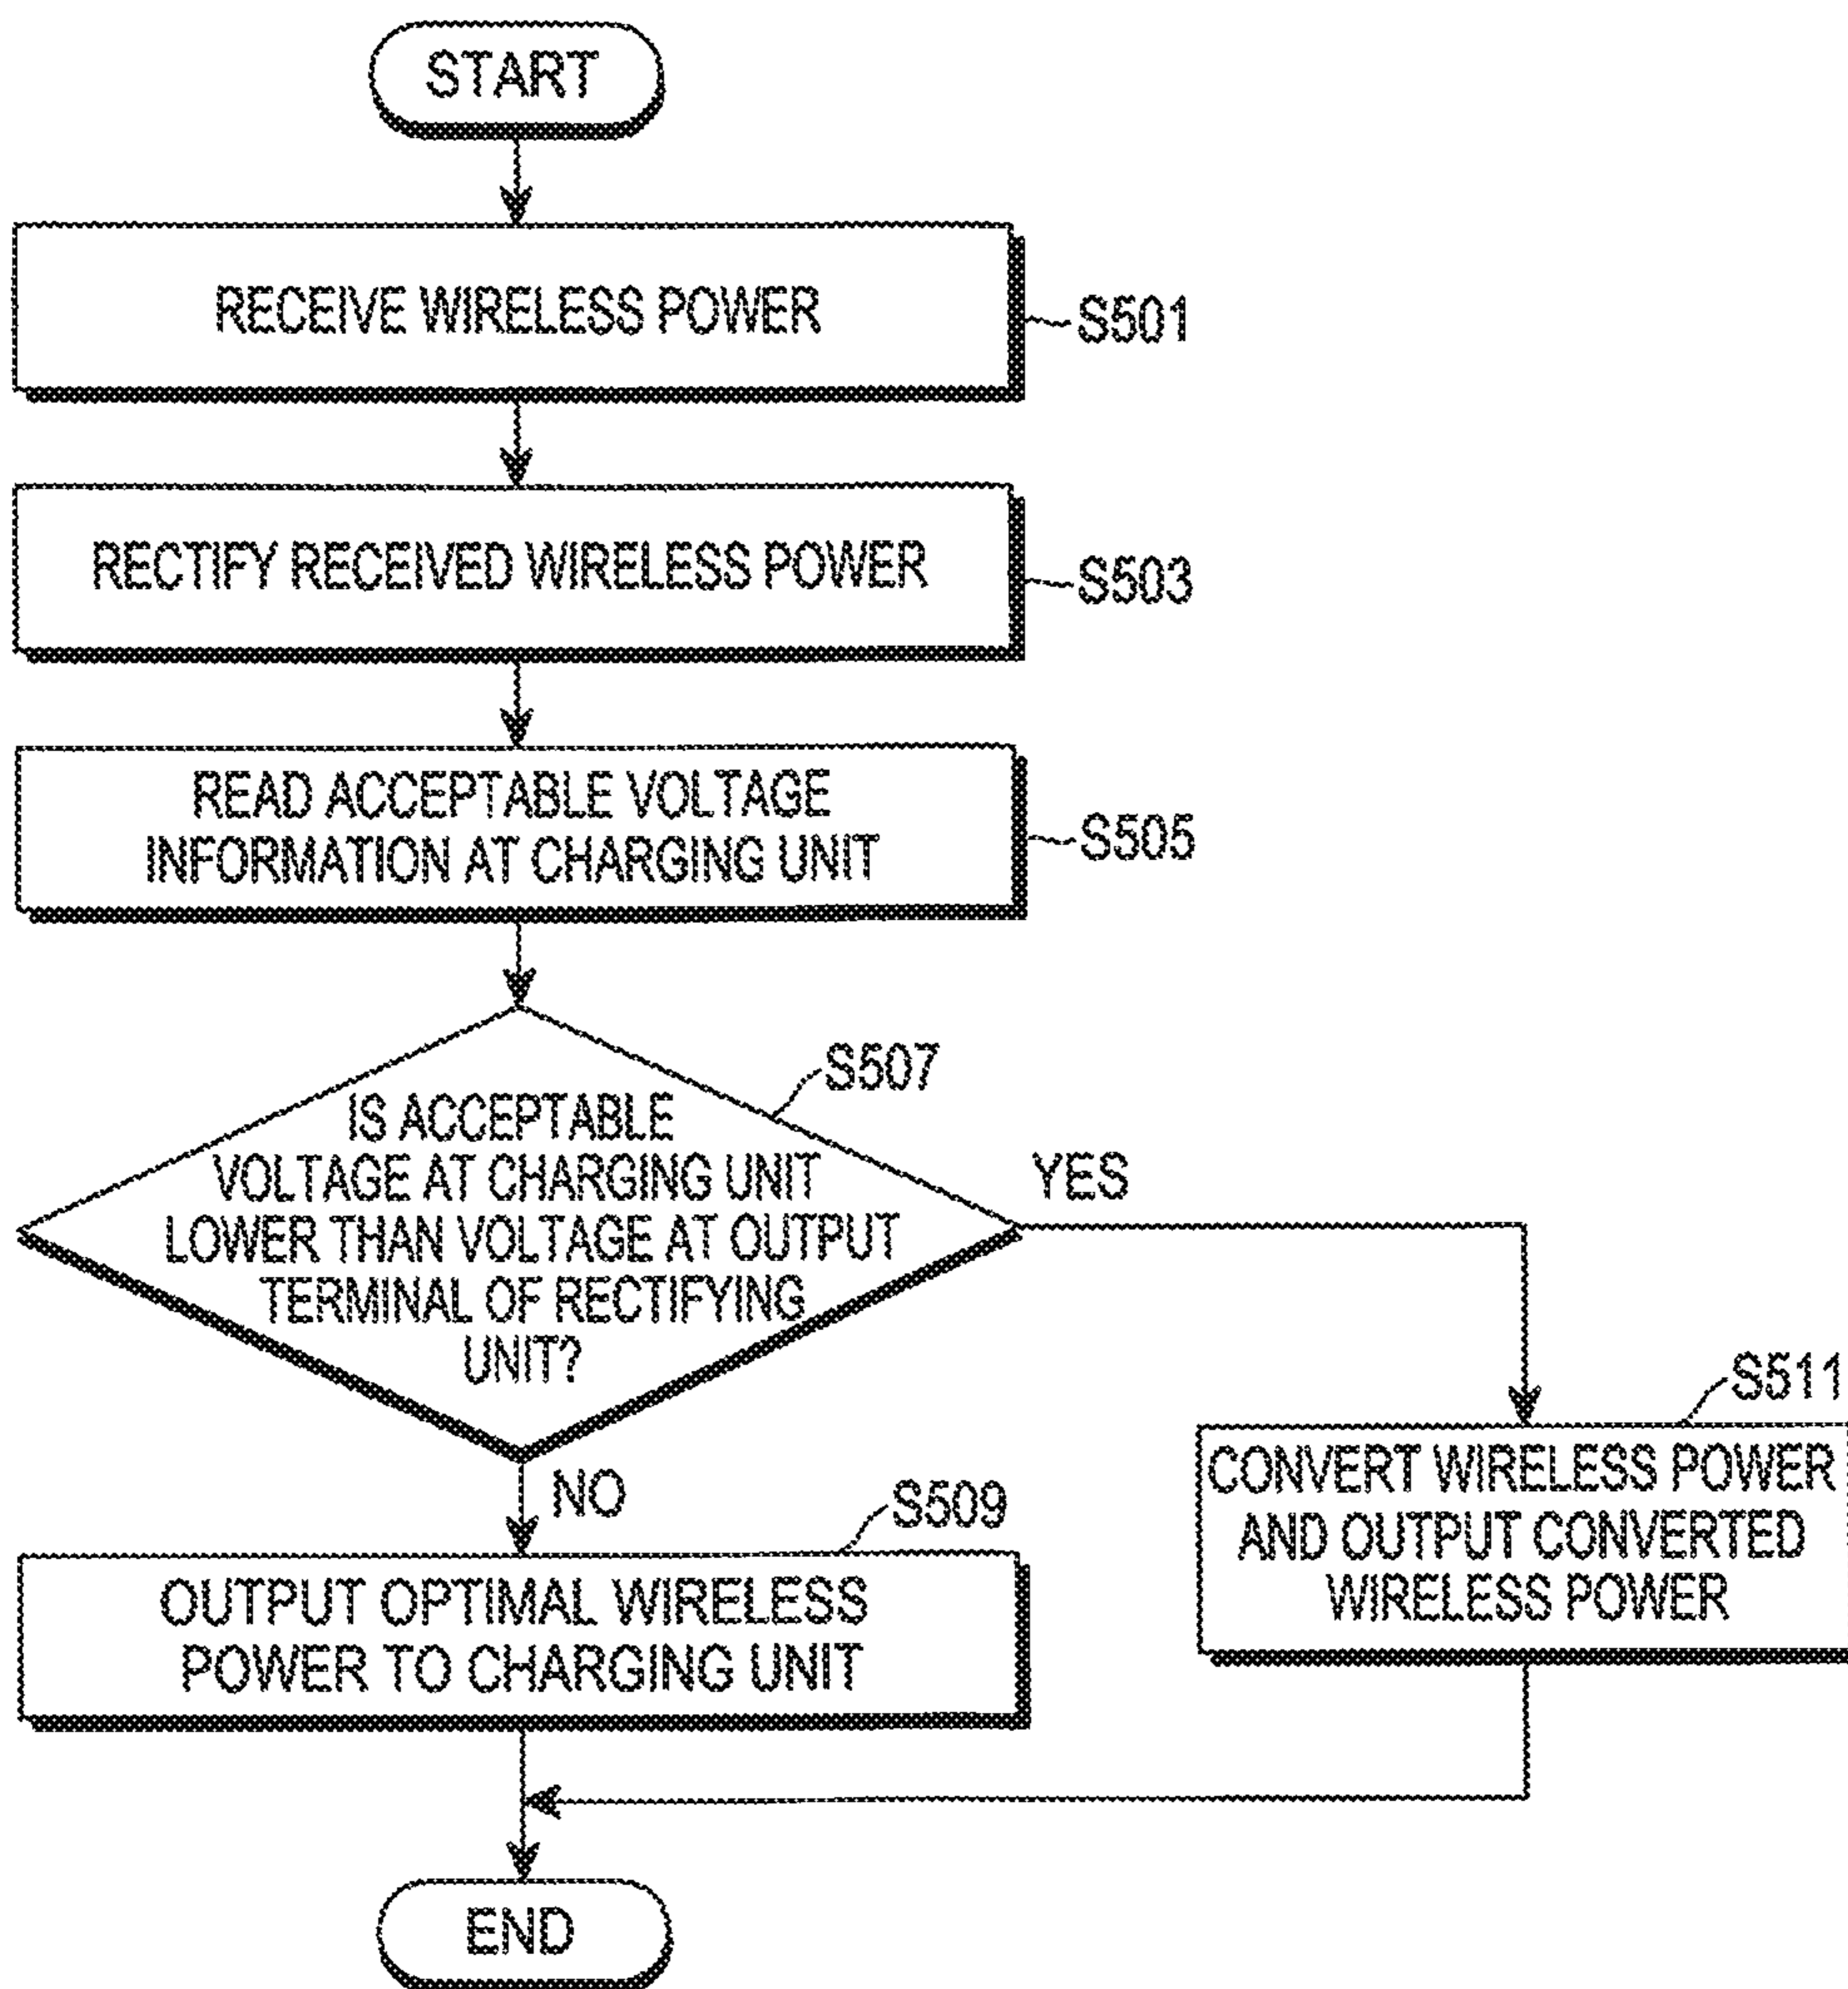 START
RECEIVE WIRELESS POWER
S501
RECTIFY RECEIVED WIRELESS POWER
S503
READ ACCEPTABLE VOLTAGE
INFORMATION AT CHARGING UNIT
S505
S507
IS ACCEPTABLE
VOLTAGE AT CHARGING UNIT
LOWER THAN VOLTAGE AT OUTPUT
TERMINAL OF RECTIFYING
UNIT?
YES
NO
S509
OUTPUT OPTIMAL WIRELESS
POWER TO CHARGING UNIT
S511
CONVERT WIRELESS POWER
AND OUTPUT CONVERTED
WIRELESS POWER
END